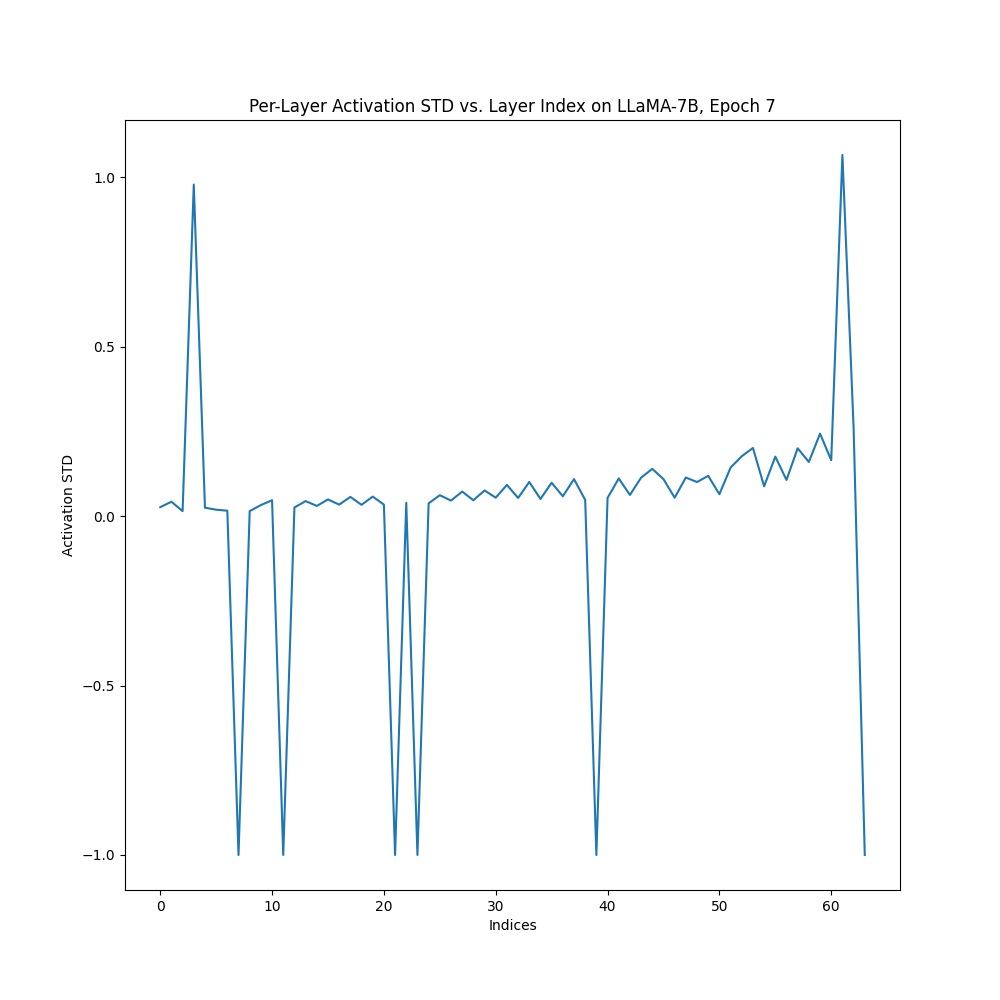 Per-Layer Activation STD vs. Layer Index on LLaMA-7B, Epoch 7
1.0
0.5
0.0
−0.5
−1.0
Activation STD
0 10 20 30 40 50 60
Indices